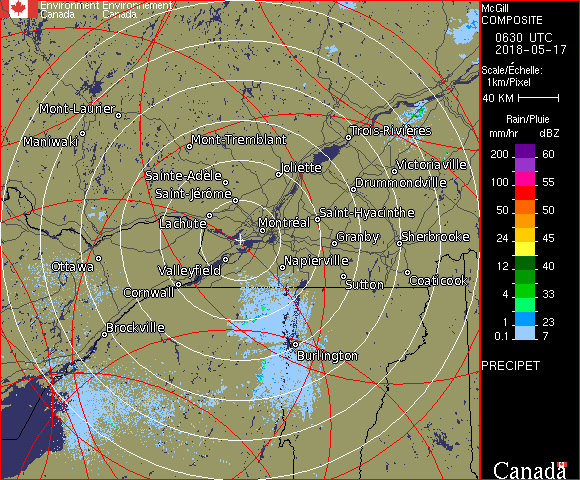 Environment Environnement
Canada Canada
McGill
COMPOSITE
0630 UTC
2018-05-17
Scale/Échelle:
1km/Pixel
40 KM
Rain/Pluie
mm/hr dBZ
200 60
100 55
50 50
24 45
12 40
4 33
1 23
0.1 7
PRECIPET
Canada
Mont-Laurier
Maniwaki
Mont-Tremblant
Trois-Rivières
Joliette
Victoriaville
Sainte-Adèle
Drummondville
Saint-Jérôme
Lachute
Saint-Hyacinthe
Montréal
Granby
Sherbrooke
Ottawa
Valleyfield
Napierville
Cornwall
Sutton
Coaticook
Brockville
Burlington